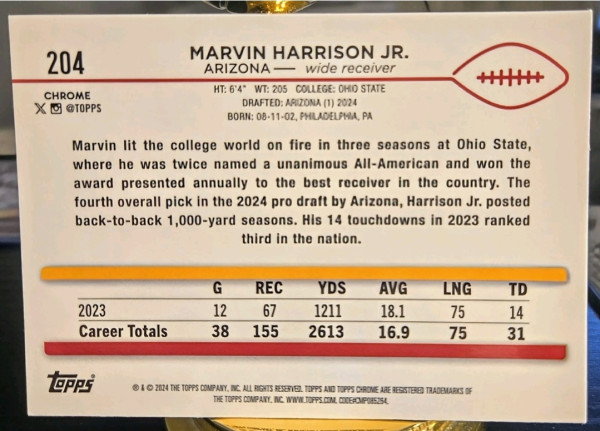 204
MARVIN HARRISON JR.
ARIZONA — wide receiver
CHROME
@TOPPS
HT: 6'4" WT: 205 COLLEGE: OHIO STATE
DRAFTED: ARIZONA (1) 2024
BORN: 08-11-02, PHILADELPHIA, PA
Marvin lit the college world on fire in three seasons at Ohio State,
where he was twice named a unanimous All-American and won the
award presented annually to the best receiver in the country. The
fourth overall pick in the 2024 pro draft by Arizona, Harrison Jr. posted
back-to-back 1,000-yard seasons. His 14 touchdowns in 2023 ranked
third in the nation.
G REC YDS AVG LNG TD
2023 12 67 1211 18.1 75 14
Career Totals 38 155 2613 16.9 75 31
topps
® & © 2024 THE TOPPS COMPANY, INC. ALL RIGHTS RESERVED. TOPPS AND TOPPS CHROME ARE REGISTERED TRADEMARKS OF
THE TOPPS COMPANY, INC. WWW.TOPPS.COM. CODE#CMP085294.